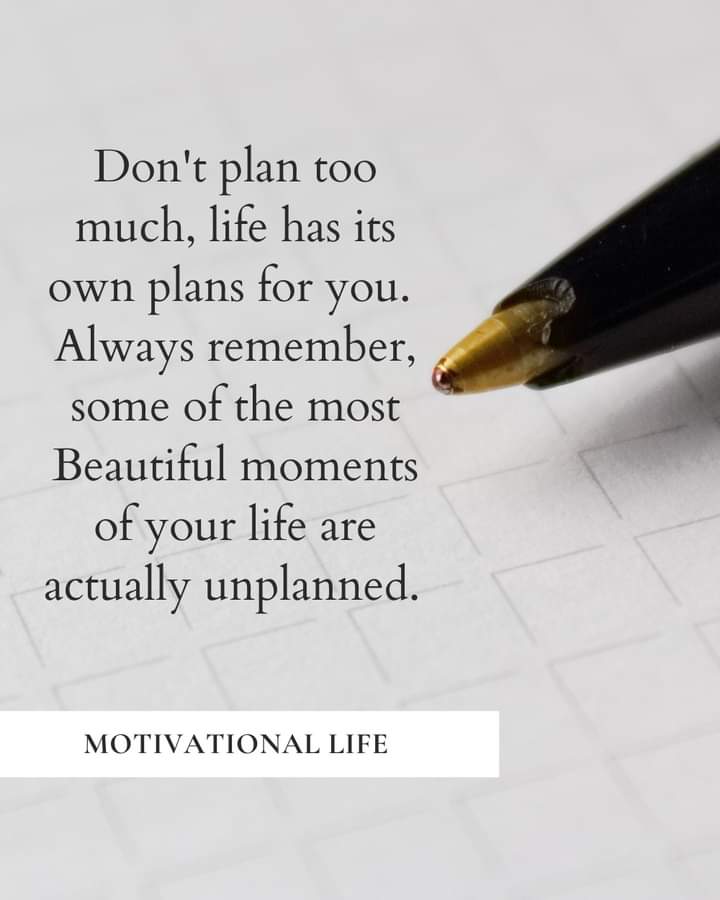 Don't plan too
much, life has its
own plans for you.
Always remember,
some of the most
Beautiful moments
of your life are
actually unplanned.
MOTIVATIONAL LIFE